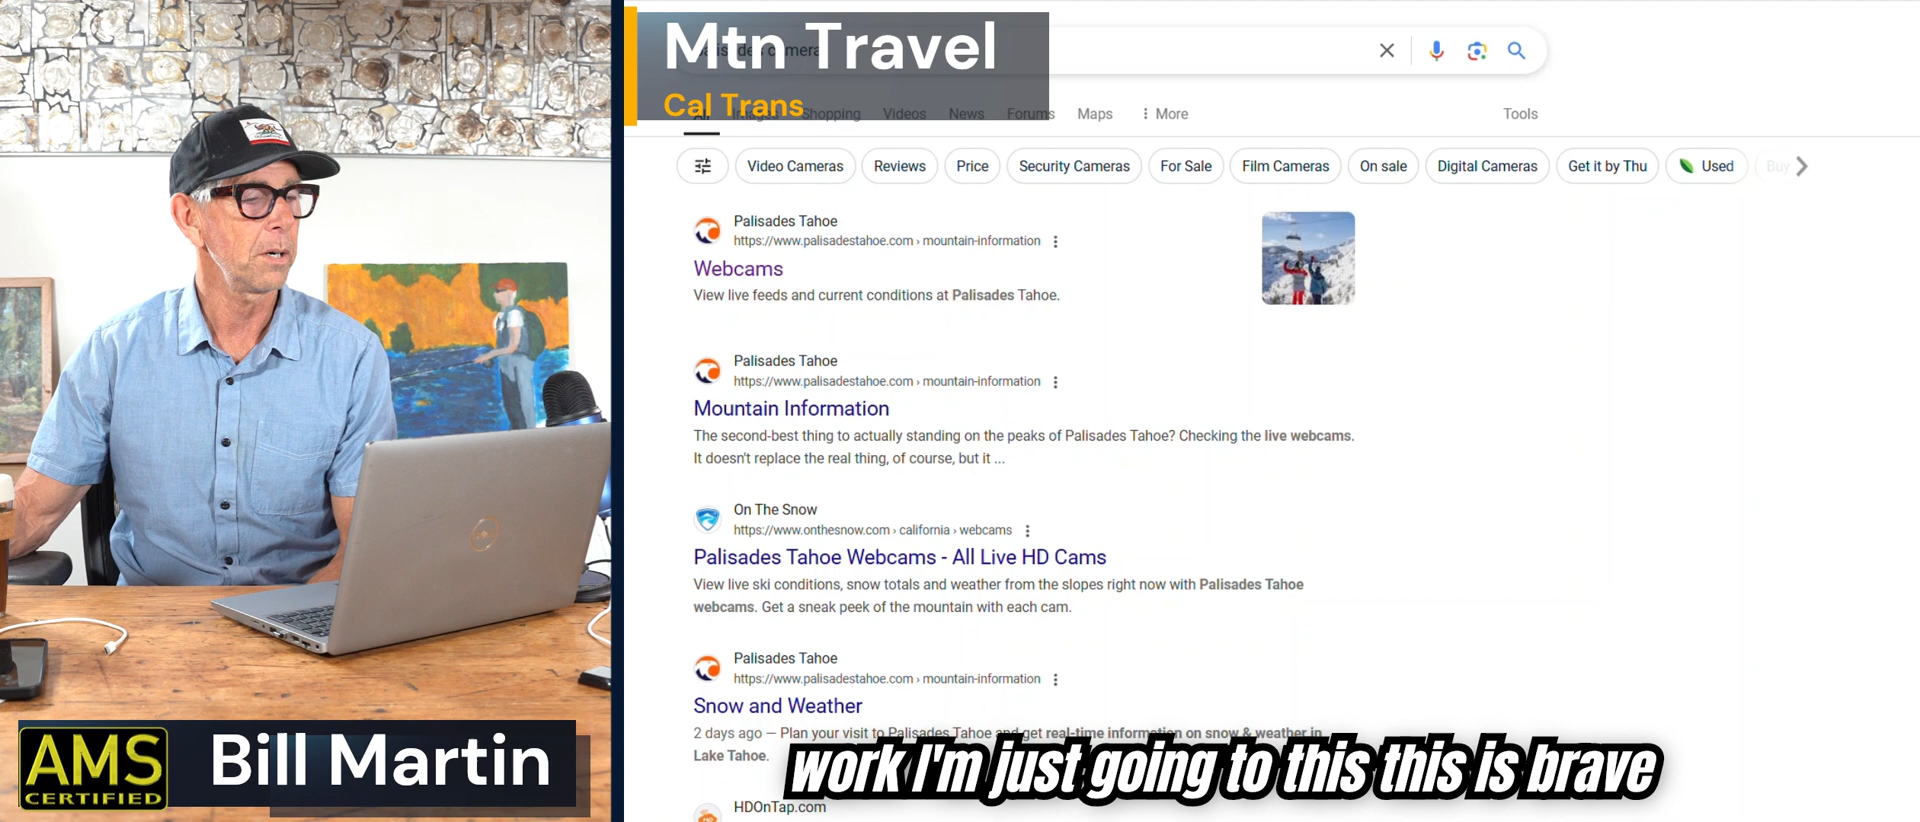 Mtn Travel
Cal Trans
Shopping
Videos
News
Forums
Maps
More
Tools
Video Cameras
Reviews
Price
Security Cameras
For Sale
Film Cameras
On sale
Digital Cameras
Get it by Thu
Used
Buy
Palisades Tahoe
https://www.palisadestahoe.com › mountain-information
Webcams
View live feeds and current conditions at Palisades Tahoe.
Palisades Tahoe
https://www.palisadestahoe.com › mountain-information
Mountain Information
The second-best thing to actually standing on the peaks of Palisades Tahoe? Checking the live webcams.
It doesn't replace the real thing, of course, but it ...
On The Snow
https://www.onthesnow.com › california › webcams
Palisades Tahoe Webcams - All Live HD Cams
View live ski conditions, snow totals and weather from the slopes right now with Palisades Tahoe
webcams. Get a sneak peek of the mountain with each cam.
Palisades Tahoe
https://www.palisadestahoe.com › mountain-information
Snow and Weather
2 days ago — Plan your visit to Palisades Tahoe and get real-time information on snow & weather in
Lake Tahoe.
HDOnTap.com
work I'm just going to this this is brave
AMS
CERTIFIED
Bill Martin